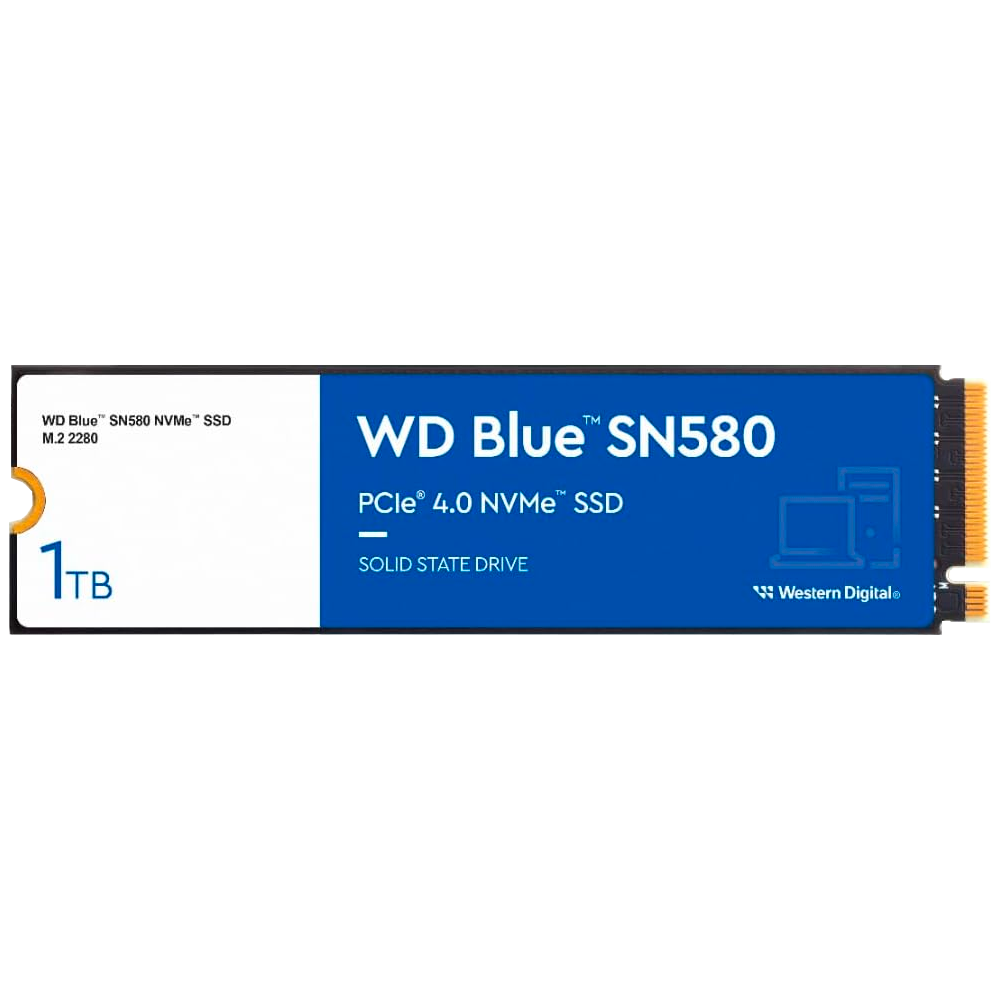 WD Blue™ SN580 NVMe™ SSD
M.2 2280
1TB
WD Blue™ SN580
PCIe® 4.0 NVMe™ SSD
SOLID STATE DRIVE
Western Digital®